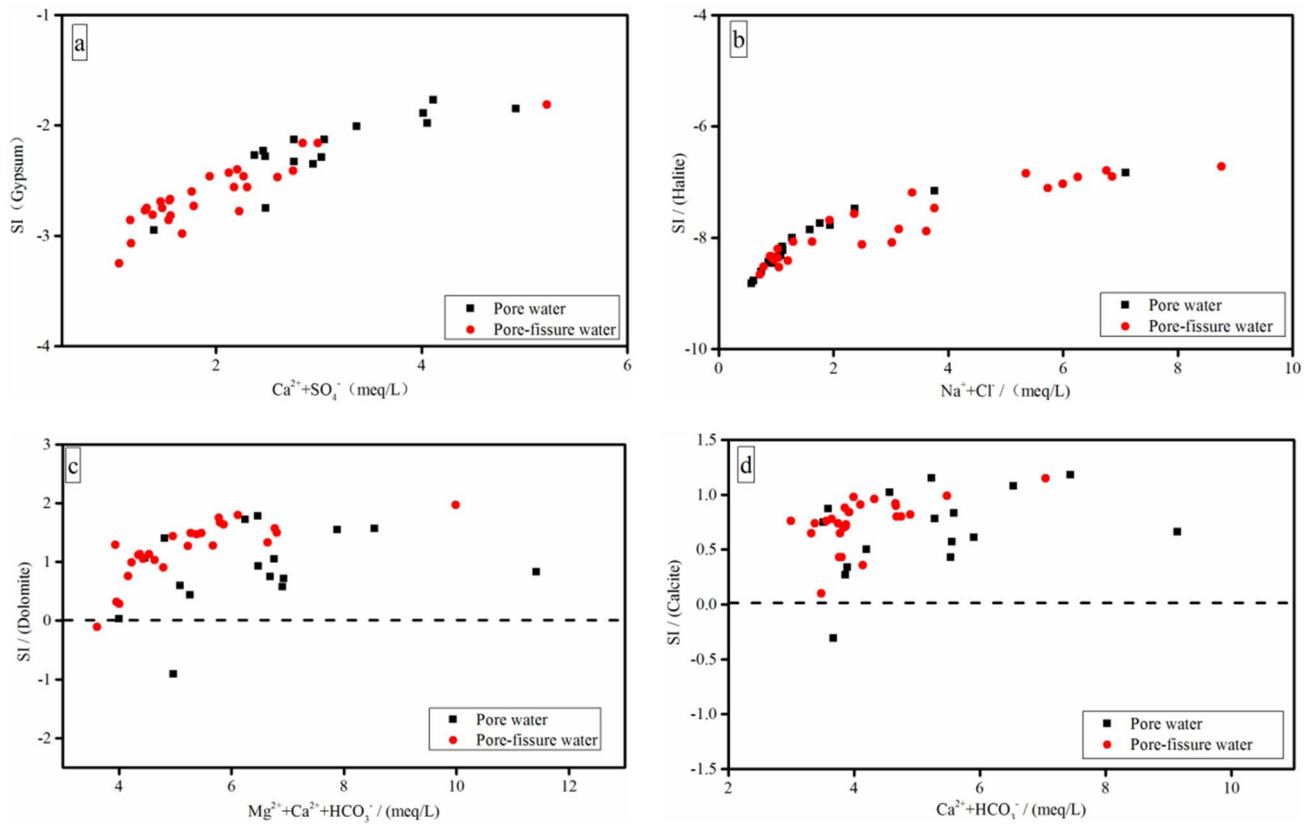 a
SI (Gypsum)
-1
-2
-3
-4
2
4
6
Ca²⁺+SO₄⁻ (meq/L)
Pore water
Pore-fissure water
b
SI / (Halite)
-4
-6
-8
-10
0
2
4
6
8
10
Na⁺+Cl⁻ / (meq/L)
Pore water
Pore-fissure water
c
SI / (Dolomite)
3
2
1
0
-1
-2
4
6
8
10
12
Mg²⁺+Ca²⁺+HCO₃⁻ / (meq/L)
Pore water
Pore-fissure water
d
SI / (Calcite)
1.5
1.0
0.5
0.0
-0.5
-1.0
-1.5
2
4
6
8
10
Ca²⁺+HCO₃⁻ / (meq/L)
Pore water
Pore-fissure water